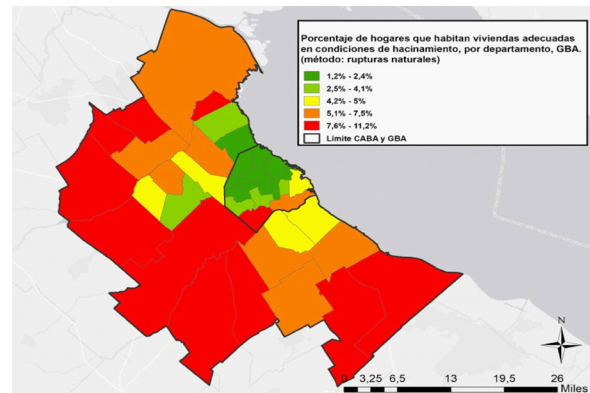 Porcentaje de hogares que habitan viviendas adecuadas
en condiciones de hacinamiento, por departamento, GBA.
(método: rupturas naturales)
1,2% - 2,4%
2,5% - 4,1%
4,2% - 5%
5,1% - 7,5%
7,6% - 11,2%
Límite CABA y GBA
N
0 3,25 6,5 13 19,5 26
Miles